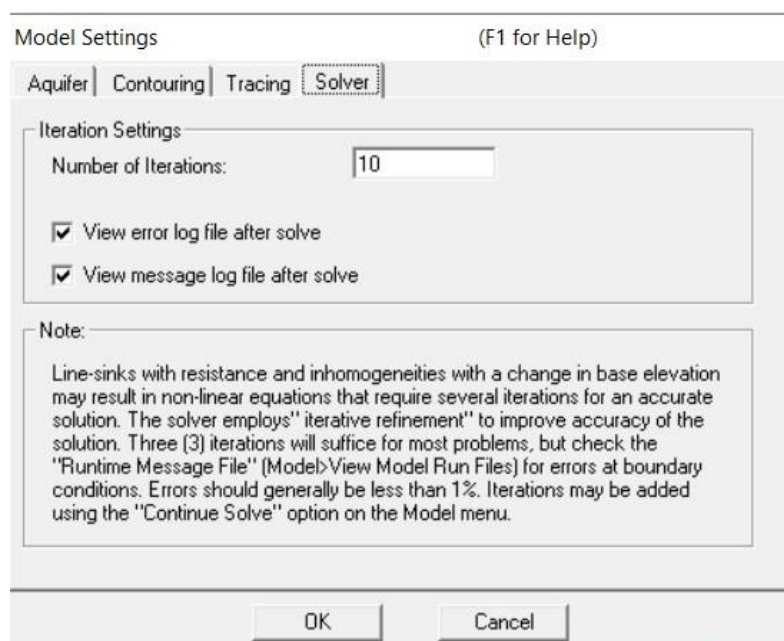 Model Settings (F1 for Help)
Aquifer Contouring Tracing Solver
Iteration Settings
Number of Iterations: 10
View error log file after solve
View message log file after solve
Note:
Line-sinks with resistance and inhomogeneities with a change in base elevation
may result in non-linear equations that require several iterations for an accurate
solution. The solver employs" iterative refinement" to improve accuracy of the
solution. Three (3) iterations will suffice for most problems, but check the
"Runtime Message File" (Model>View Model Run Files) for errors at boundary
conditions. Errors should generally be less than 1%. Iterations may be added
using the "Continue Solve" option on the Model menu.
OK Cancel